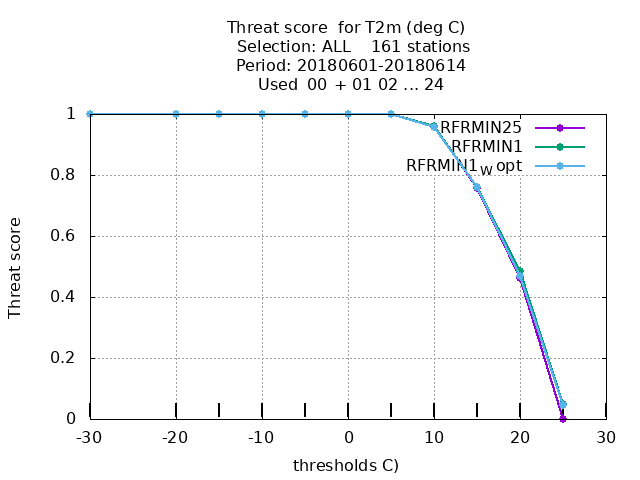 Threat score  for T2m (deg C)
Selection: ALL    161 stations
Period: 20180601-20180614
Used  00 + 01 02 ... 24
RFRMIN25
RFRMIN1
RFRMIN1w opt
1
0.8
0.6
0.4
0.2
0
Threat score
-30
-20
-10
0
10
20
30
thresholds C)